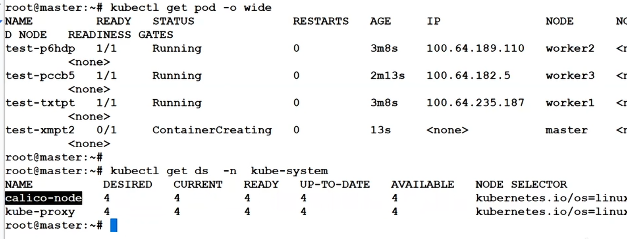 root@master:~# kubectl get pod -o wide
NAME READY STATUS RESTARTS AGE IP NODE
D NODE READINESS GATES
test-p6hdp 1/1 Running 0 3m8s 100.64.189.110 worker2
<none>
test-pccb5 1/1 Running 0 2m13s 100.64.182.5 worker3
<none>
test-txtpt 1/1 Running 0 3m8s 100.64.235.187 worker1
<none>
test-xmpt2 0/1 ContainerCreating 0 13s <none> master
<none>
root@master:~#
root@master:~# kubectl get ds -n kube-system
NAME DESIRED CURRENT READY UP-TO-DATE AVAILABLE NODE SELECTOR
calico-node 4 4 4 4 4 kubernetes.io/os=linux
kube-proxy 4 4 4 4 4 kubernetes.io/os=linux
root@master:~#